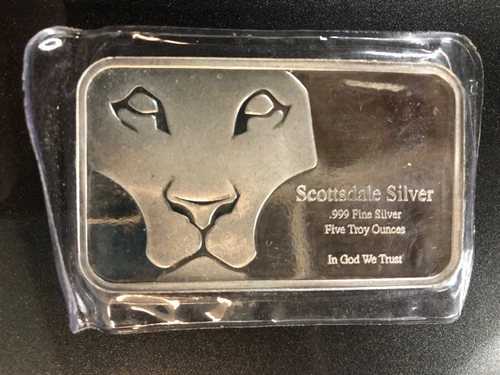 Scottsdale Silver
.999 Fine Silver
Five Troy Ounces
In God We Trust